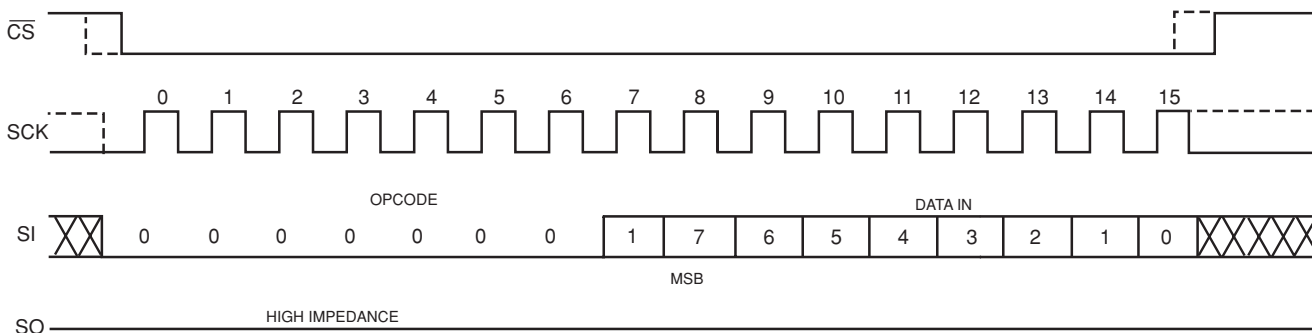 CS
0 1 2 3 4 5 6 7 8 9 10 11 12 13 14 15
SCK
OPCODE DATA IN
SI 0 0 0 0 0 0 0 1 7 6 5 4 3 2 1 0
MSB
HIGH IMPEDANCE
SO